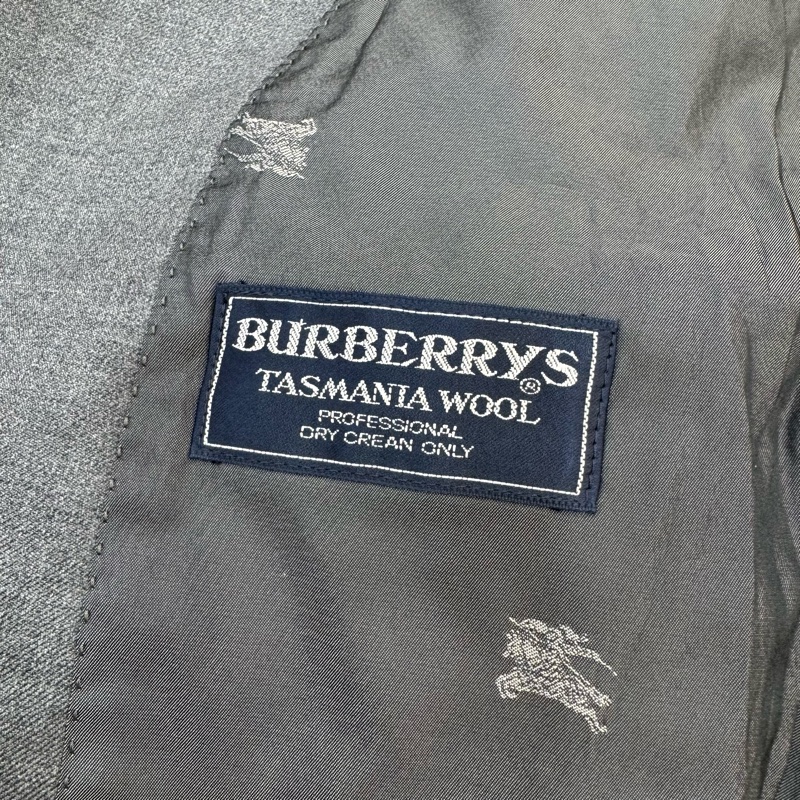 BURBERRYS®
TASMANIA WOOL
PROFESSIONAL
DRY CREAN ONLY